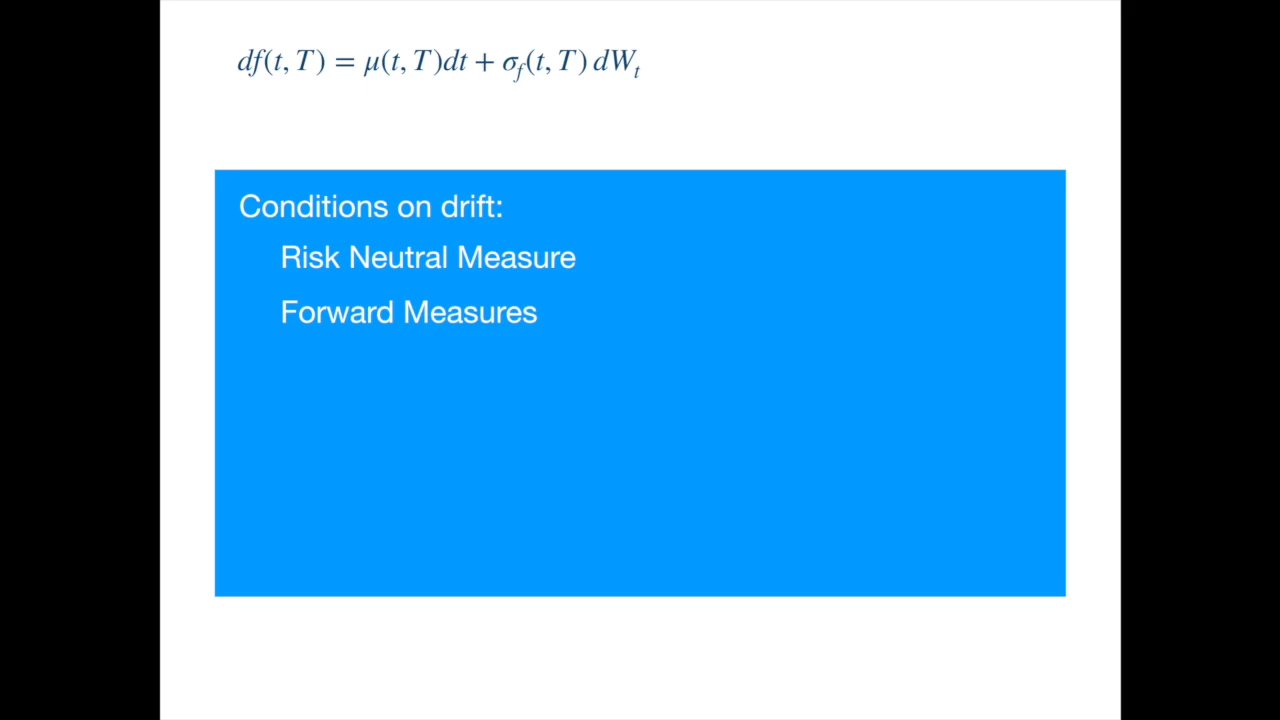 df(t, T) = μ(t, T)dt + σ_f(t, T) dW_t
Conditions on drift:
Risk Neutral Measure
Forward Measures